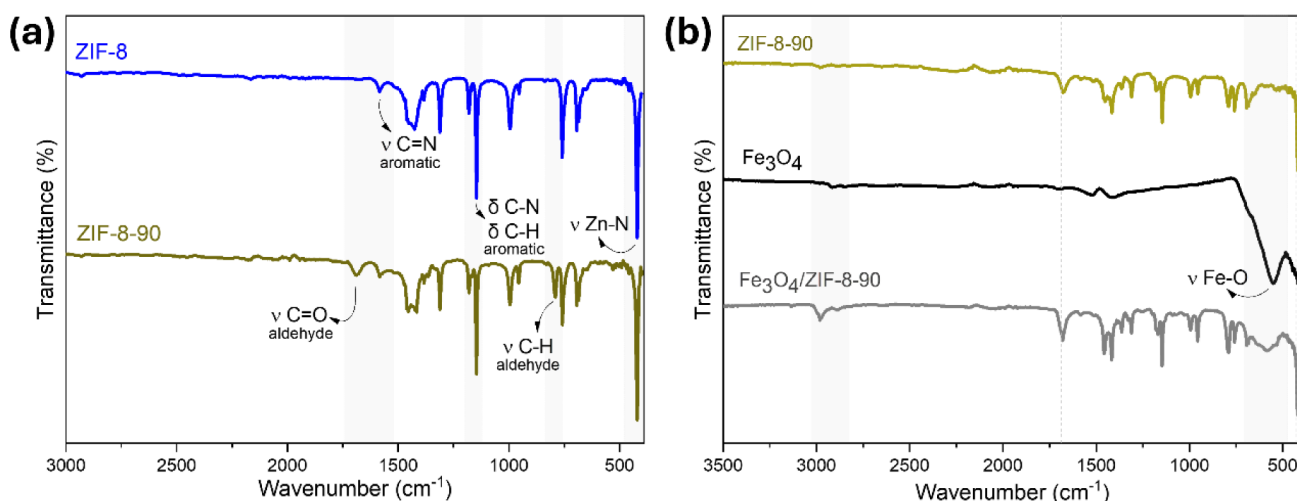 (a)
ZIF-8
ν C=N
aromatic
δ C-N
δ C-H
aromatic
ν Zn-N
ZIF-8-90
ν C=O
aldehyde
ν C-H
aldehyde
Transmittance (%)
3000 2500 2000 1500 1000 500
Wavenumber (cm⁻¹)
(b)
ZIF-8-90
Fe₃O₄
ν Fe-O
Fe₃O₄/ZIF-8-90
Transmittance (%)
3500 3000 2500 2000 1500 1000 500
Wavenumber (cm⁻¹)